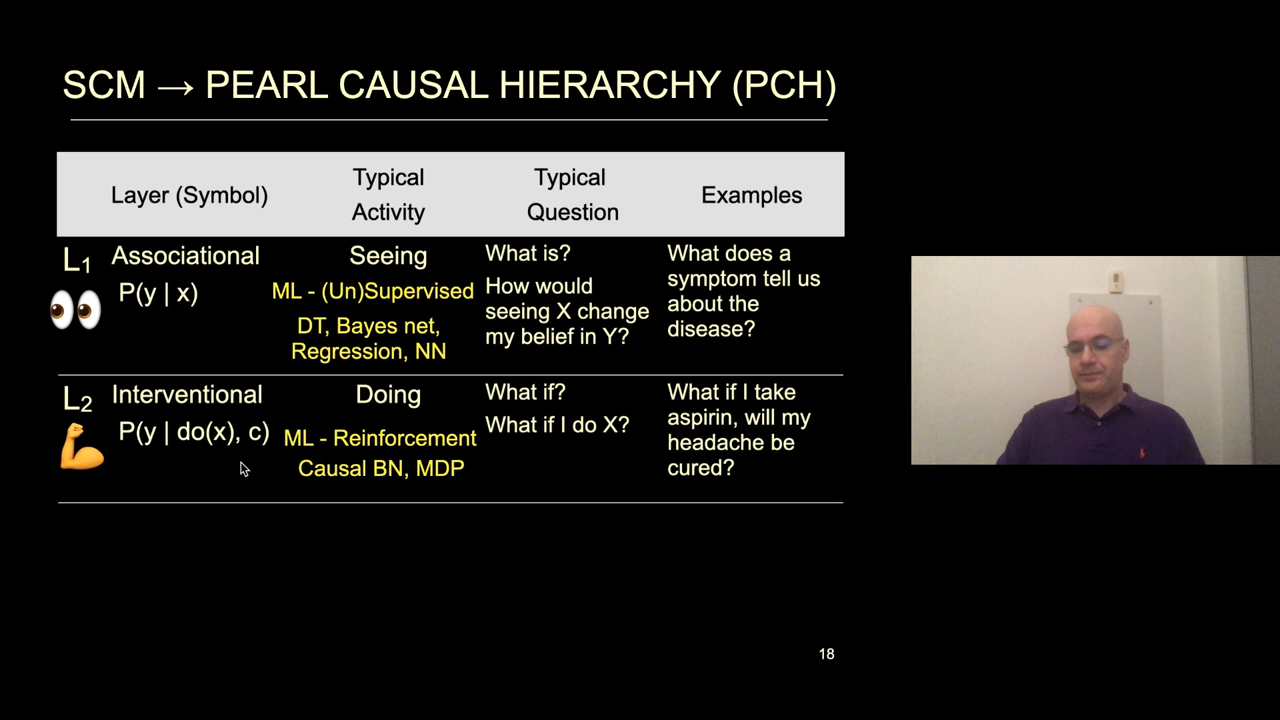 SCM → PEARL CAUSAL HIERARCHY (PCH)
Layer (Symbol)
Typical
Activity
Typical
Question
Examples
L₁ Associational
P(y | x)
Seeing
ML - (Un)Supervised
DT, Bayes net,
Regression, NN
What is?
How would
seeing X change
my belief in Y?
What does a
symptom tell us
about the
disease?
L₂ Interventional
P(y | do(x), c)
Doing
ML - Reinforcement
Causal BN, MDP
What if?
What if I do X?
What if I take
aspirin, will my
headache be
cured?
18